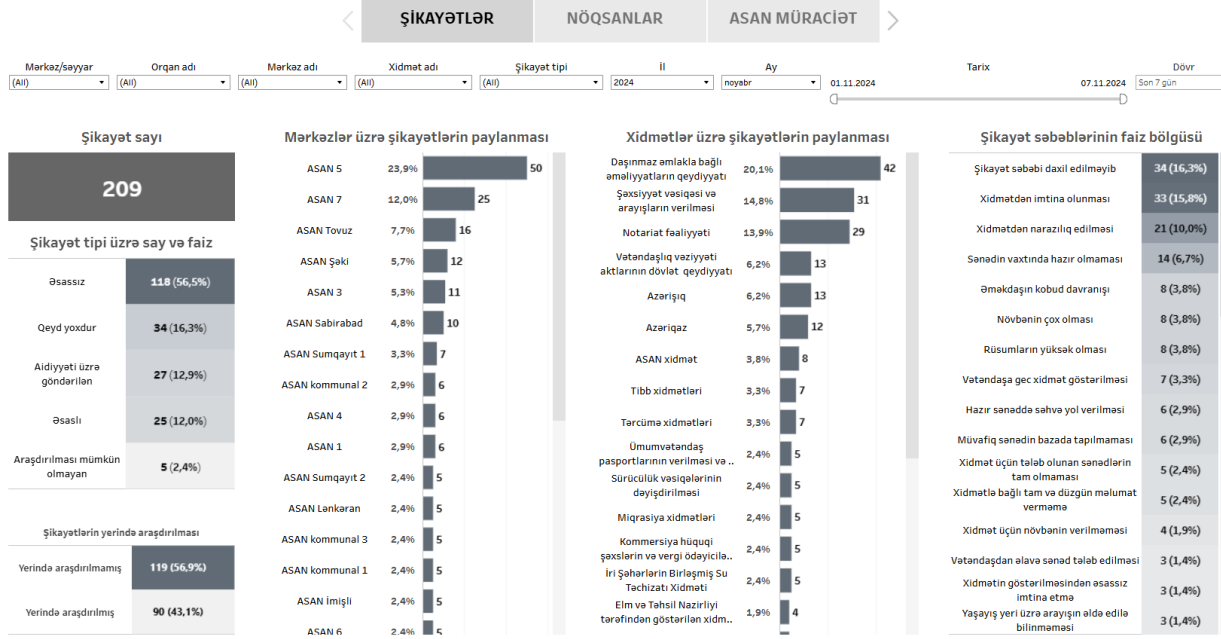 ŞİKAYƏTLƏR
NÖQSANLAR
ASAN MÜRACİƏT
Mərkəz/səyyar
Orqan adı
Mərkəz adı
Xidmət adı
Şikayət tipi
İl
Ay
Tarix
Dövr
(All)
(All)
(All)
(All)
(All)
2024
noyabr
01.11.2024
07.11.2024
Son 7 gün
Şikayət sayı
209
Şikayət tipi üzrə say və faiz
Əsassız 118 (56,5%)
Qeyd yoxdur 34 (16,3%)
Aidiyyəti üzrə
göndərilən 27 (12,9%)
Əsaslı 25 (12,0%)
Araşdırılması mümkün
olmayan 5 (2,4%)
Şikayətlərin yerində araşdırılması
Yerində araşdırılmamış 119 (56,9%)
Yerində araşdırılmış 90 (43,1%)
Mərkəzlər üzrə şikayətlərin paylanması
ASAN 5 23,9% 50
ASAN 7 12,0% 25
ASAN Tovuz 7,7% 16
ASAN Şəki 5,7% 12
ASAN 3 5,3% 11
ASAN Sabirabad 4,8% 10
ASAN Sumqayıt 1 3,3% 7
ASAN kommunal 2 2,9% 6
ASAN 4 2,9% 6
ASAN 1 2,9% 6
ASAN Sumqayıt 2 2,4% 5
ASAN Lənkəran 2,4% 5
ASAN kommunal 3 2,4% 5
ASAN kommunal 1 2,4% 5
ASAN İmişli 2,4% 5
ASAN 6 2,4% 5
Xidmətlər üzrə şikayətlərin paylanması
Daşınmaz əmlakla bağlı
əməliyyatların qeydiyyatı 20,1% 42
Şəxsiyyət vəsiqəsi və
arayışların verilməsi 14,8% 31
Notariat fəaliyyəti 13,9% 29
Vətəndaşlıq vəziyyəti
aktlarının dövlət qeydiyyatı 6,2% 13
Azərişıq 6,2% 13
Azəriqaz 5,7% 12
ASAN xidmət 3,8% 8
Tibb xidmətləri 3,3% 7
Tərcümə xidmətləri 3,3% 7
Ümumvətəndaş
pasportlarının verilməsi və .. 2,4% 5
Sürücülük vəsiqələrinin
dəyişdirilməsi 2,4% 5
Miqrasiya xidmətləri 2,4% 5
Kommersiya hüquqi
şəxslərin və vergi ödəyicilə.. 2,4% 5
İri Şəhərlərin Birləşmiş Su
Təchizatı Xidməti 2,4% 5
Elm və Təhsil Nazirliyi
tərəfindən göstərilən xidm.. 1,9% 4
Şikayət səbəblərinin faiz bölgüsü
Şikayət səbəbi daxil edilməyib 34 (16,3%)
Xidmətdən imtina olunması 33 (15,8%)
Xidmətdən narazılıq edilməsi 21 (10,0%)
Sənədin vaxtında hazır olmaması 14 (6,7%)
Əməkdaşın kobud davranışı 8 (3,8%)
Növbənin çox olması 8 (3,8%)
Rüsumların yüksək olması 8 (3,8%)
Vətəndaşa gec xidmət göstərilməsi 7 (3,3%)
Hazır sənəddə səhvə yol verilməsi 6 (2,9%)
Müvafiq sənədin bazada tapılmaması 6 (2,9%)
Xidmət üçün tələb olunan sənədlərin
tam olmaması 5 (2,4%)
Xidmətlə bağlı tam və düzgün məlumat
verməmə 5 (2,4%)
Xidmət üçün növbənin verilməməsi 4 (1,9%)
Vətəndaşdan əlavə sənəd tələb edilməsi 3 (1,4%)
Xidmətin göstərilməsindən əsassız
imtina etmə 3 (1,4%)
Yaşayış yeri üzrə arayışın əldə edilə
bilinməməsi 3 (1,4%)